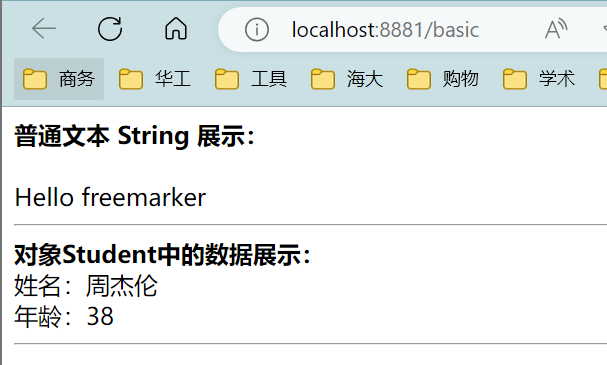 localhost:8881/basic
商务 华工 工具 海大 购物 学术
普通文本 String 展示：
Hello freemarker
对象Student中的数据展示：
姓名：周杰伦
年龄：38